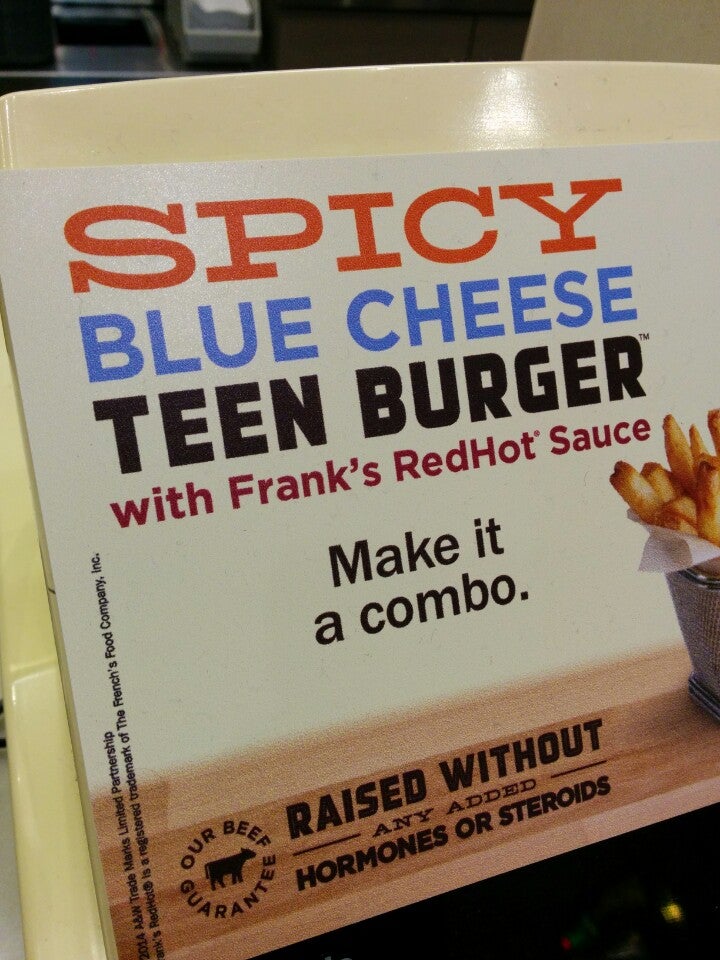 SPICY
BLUE CHEESE
TEEN BURGER™
with Frank's RedHot® Sauce
Make it
a combo.
OUR BEEF
GUARANTEE
RAISED WITHOUT
ANY ADDED
HORMONES OR STEROIDS
2014 A&W Trade Marks Limited Partnership
ank's RedHot® is a registered trademark of The French's Food Company, Inc.